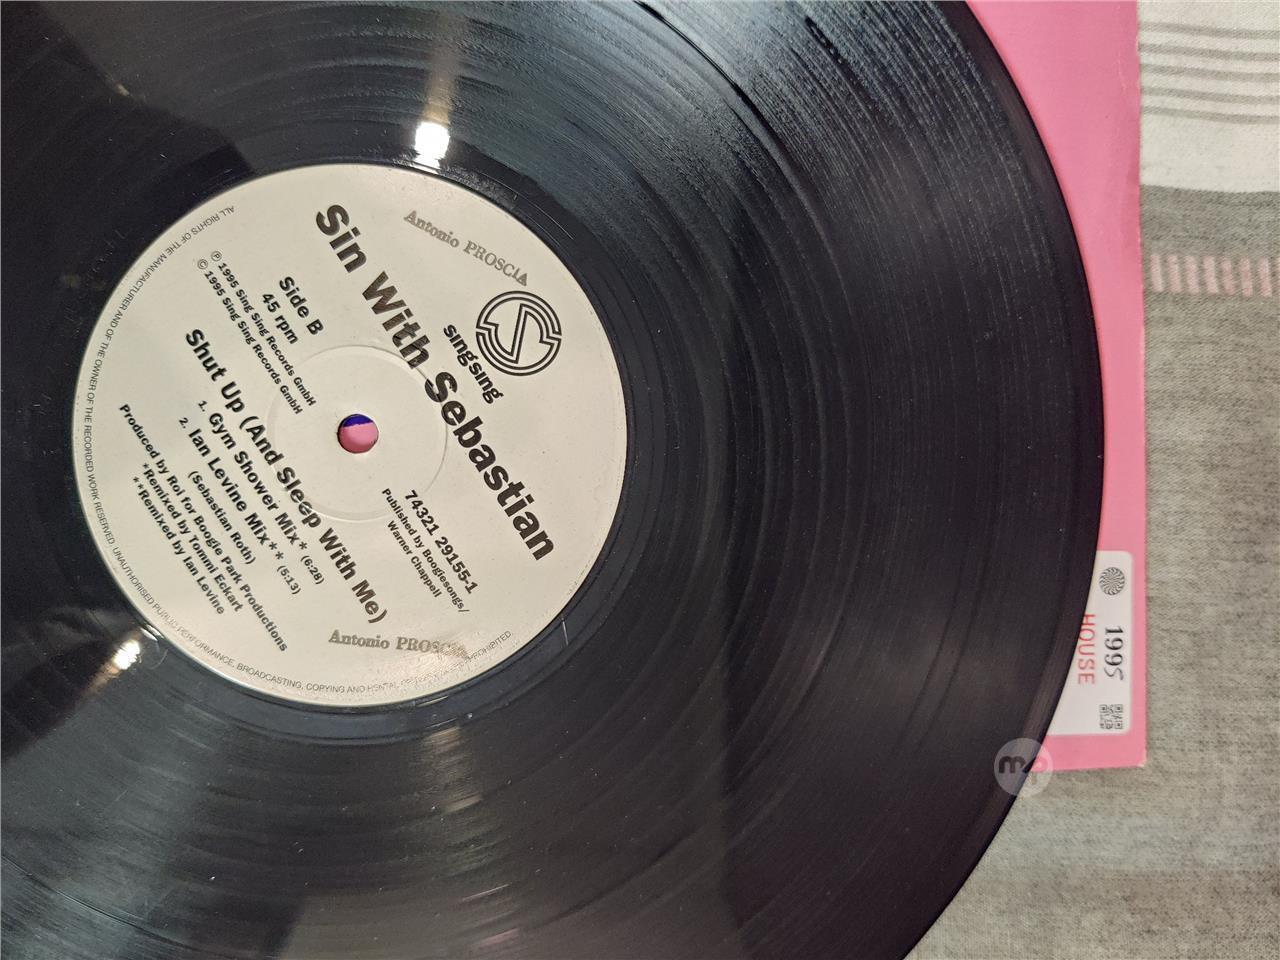 Antonio PROSCIA
singsing
Sin With Sebastian
Side B
45 rpm
℗ 1995 Sing Sing Records GmbH
© 1995 Sing Sing Records GmbH
74321 29155-1
Published by Boogiesongs/
Warner Chappell
Shut Up (And Sleep With Me)
1. Gym Shower Mix* (6:28)
2. Ian Levine Mix** (5:13)
(Sebastian Roth)
Produced by Roi for Boogie Park Productions
*Remixed by Tommi Eckart
**Remixed by Ian Levine
Antonio PROSCIA
ALL RIGHTS OF THE MANUFACTURER AND OF THE OWNER OF THE RECORDED WORK RESERVED. UNAUTHORISED PUBLIC PERFORMANCE, BROADCASTING, COPYING AND
1995
HOUSE
mp